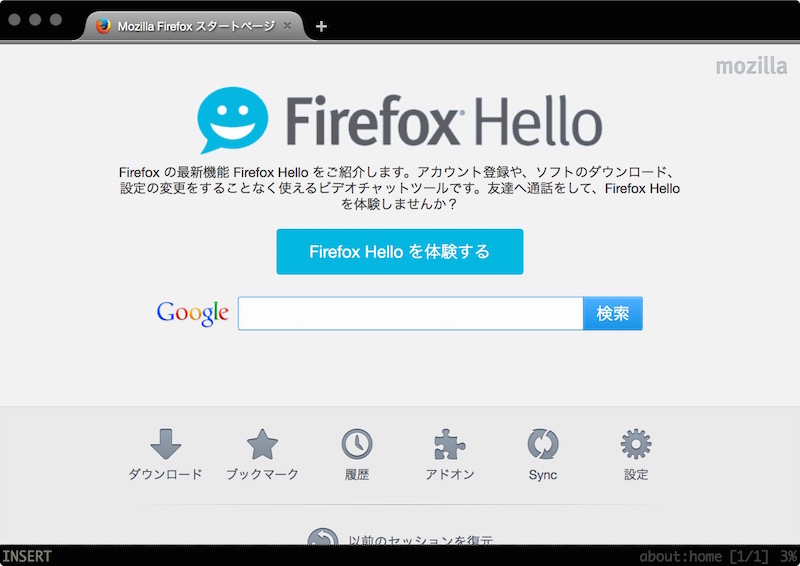 Mozilla Firefox スタートページ
mozilla
Firefox Hello
Firefox の最新機能 Firefox Hello をご紹介します。アカウント登録や、ソフトのダウンロード、
設定の変更をすることなく使えるビデオチャットツールです。友達へ通話をして、Firefox Hello
を体験しませんか？
Firefox Hello を体験する
Google 検索
ダウンロード ブックマーク 履歴 アドオン Sync 設定
以前のセッションを復元
INSERT about:home [1/1] 3%